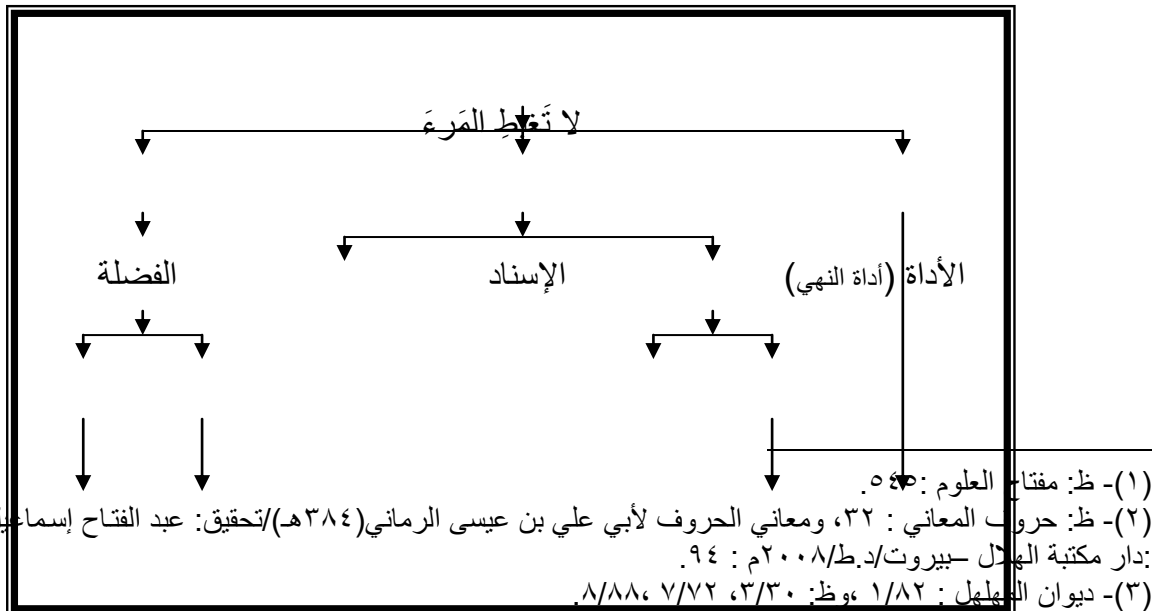 لا تَغبِطِ المَرءَ
الأداة (أداة النهي) الإسناد الفضلة
(١)- ظ: مفتاح العلوم :٥٤٥.
(٢)- ظ: حروف المعاني : ٣٢، ومعاني الحروف لأبي علي بن عيسى الرماني(٣٨٤هـ)/تحقيق: عبد الفتاح
:دار مكتبة الهلال –بيروت/د.ط/٢٠٠٨م : ٩٤.
(٣)- ديوان المهلهل : ١/٨٢ ،وظ: ٣/٣٠، ٧/٧٢ ،٨/٨٨.